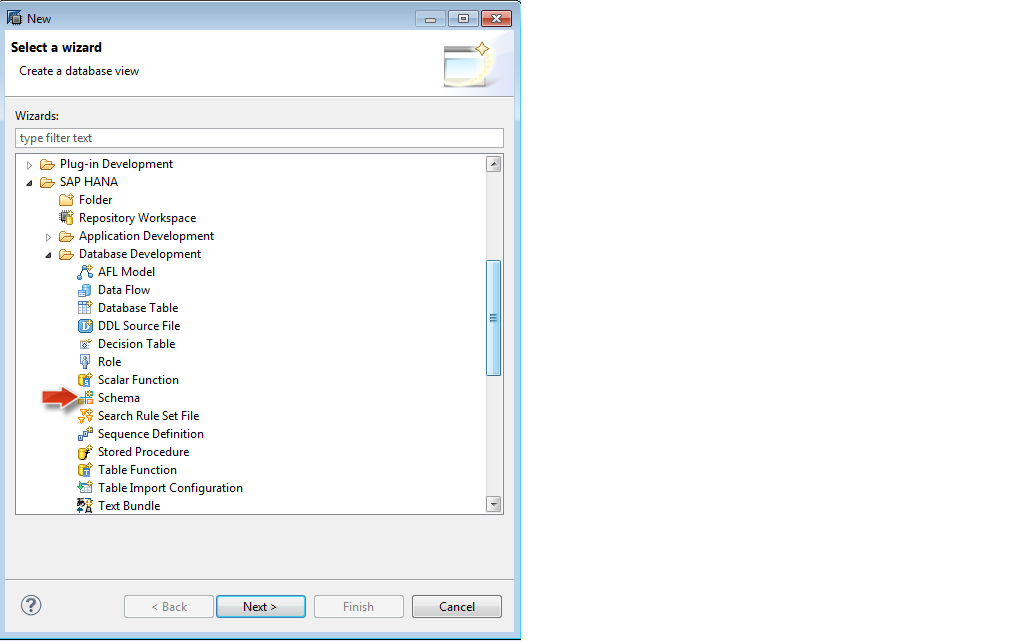 New
Select a wizard
Create a database view
Wizards:
type filter text
Plug-in Development
SAP HANA
Folder
Repository Workspace
Application Development
Database Development
AFL Model
Data Flow
Database Table
DDL Source File
Decision Table
Role
Scalar Function
Schema
Search Rule Set File
Sequence Definition
Stored Procedure
Table Function
Table Import Configuration
Text Bundle
? < Back Next > Finish Cancel